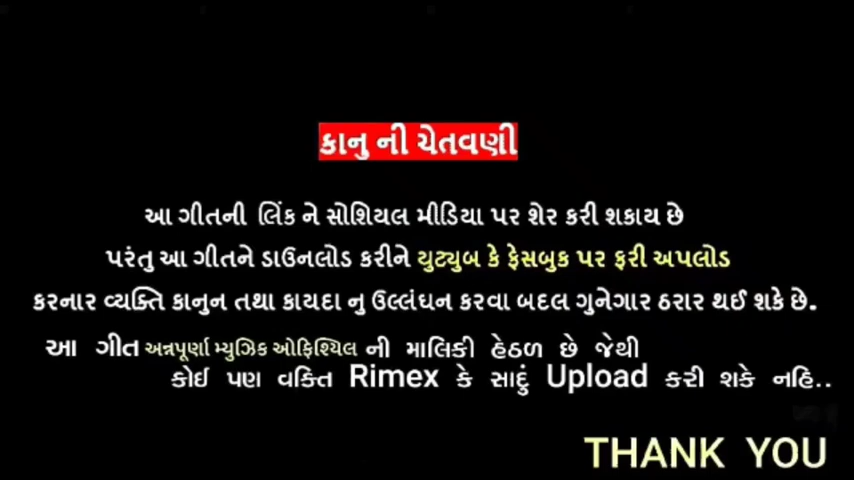 કાનુ ની ચેતવણી
આ ગીતની લિંક ને સોશિયલ મીડિયા પર શેર કરી શકાય છે
પરંતુ આ ગીતને ડાઉનલોડ કરીને યુટ્યુબ કે ફેસબુક પર ફરી અપલોડ
કરનાર વ્યક્તિ કાનુન તથા કાયદા નુ ઉલ્લંઘન કરવા બદલ ગુનેગાર ઠરાર થઈ શકે છે.
આ ગીત અન્નપૂર્ણા મ્યુઝિક ઓફિશ્યિલ ની માલિકી હેઠળ છે જેથી
કોઈ પણ વક્તિ Rimex કે સાદું Upload કરી શકે નહિ..
THANK YOU